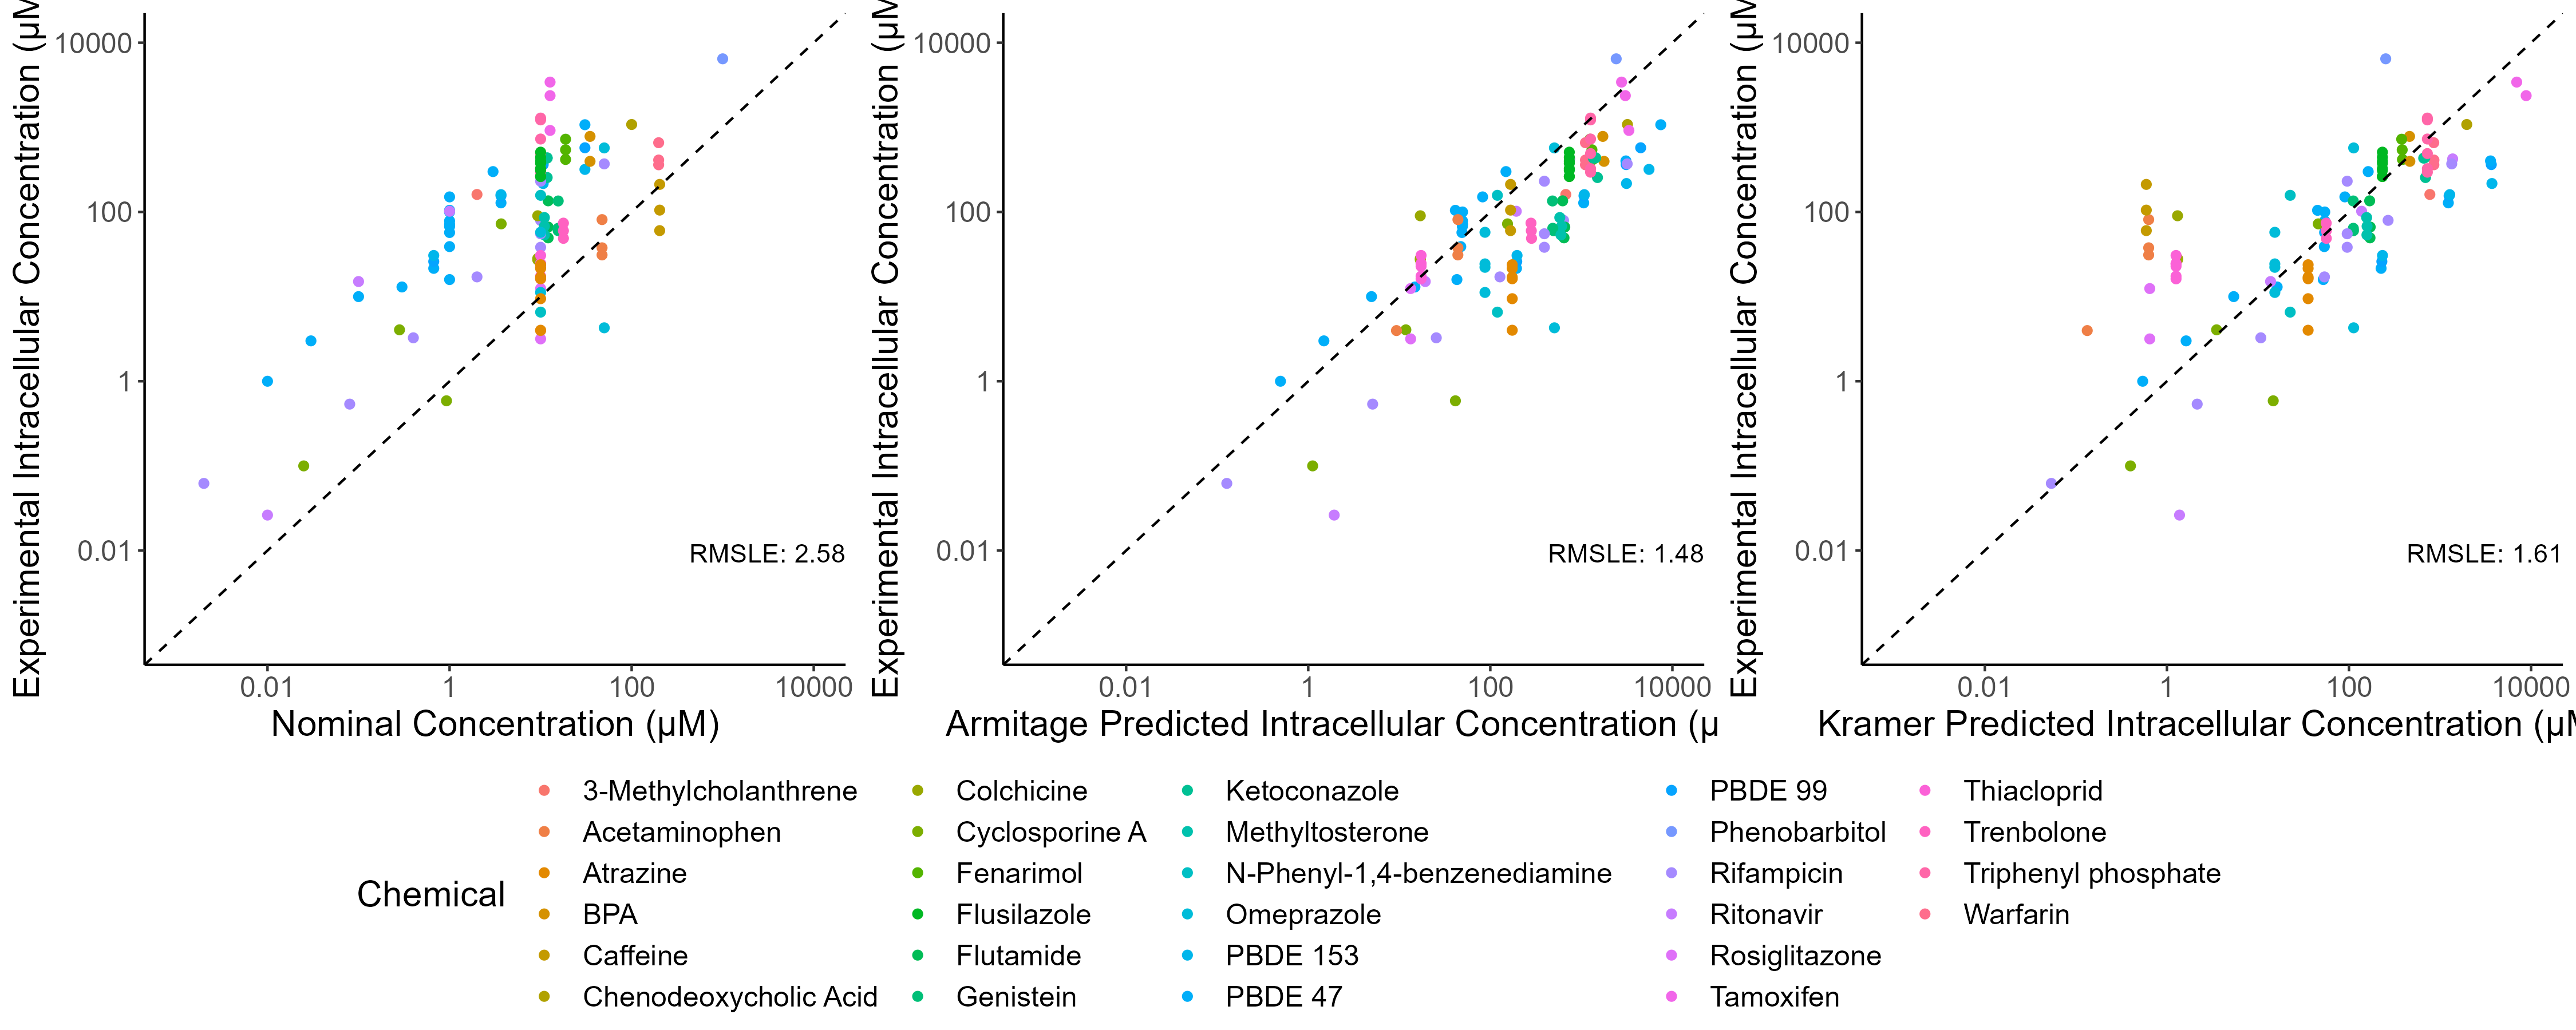 Experimental Intracellular Concentration (µM
10000
100
1
0.01
RMSLE: 2.58
0.01 1 100 10000
Nominal Concentration (µM)
Experimental Intracellular Concentration (µM
10000
100
1
0.01
RMSLE: 1.48
0.01 1 100 10000
Armitage Predicted Intracellular Concentration (µ
Experimental Intracellular Concentration (µM
10000
100
1
0.01
RMSLE: 1.61
0.01 1 100 10000
Kramer Predicted Intracellular Concentration (µM
Chemical
3-Methylcholanthrene
Acetaminophen
Atrazine
BPA
Caffeine
Chenodeoxycholic Acid
Colchicine
Cyclosporine A
Fenarimol
Flusilazole
Flutamide
Genistein
Ketoconazole
Methyltosterone
N-Phenyl-1,4-benzenediamine
Omeprazole
PBDE 153
PBDE 47
PBDE 99
Phenobarbitol
Rifampicin
Ritonavir
Rosiglitazone
Tamoxifen
Thiacloprid
Trenbolone
Triphenyl phosphate
Warfarin